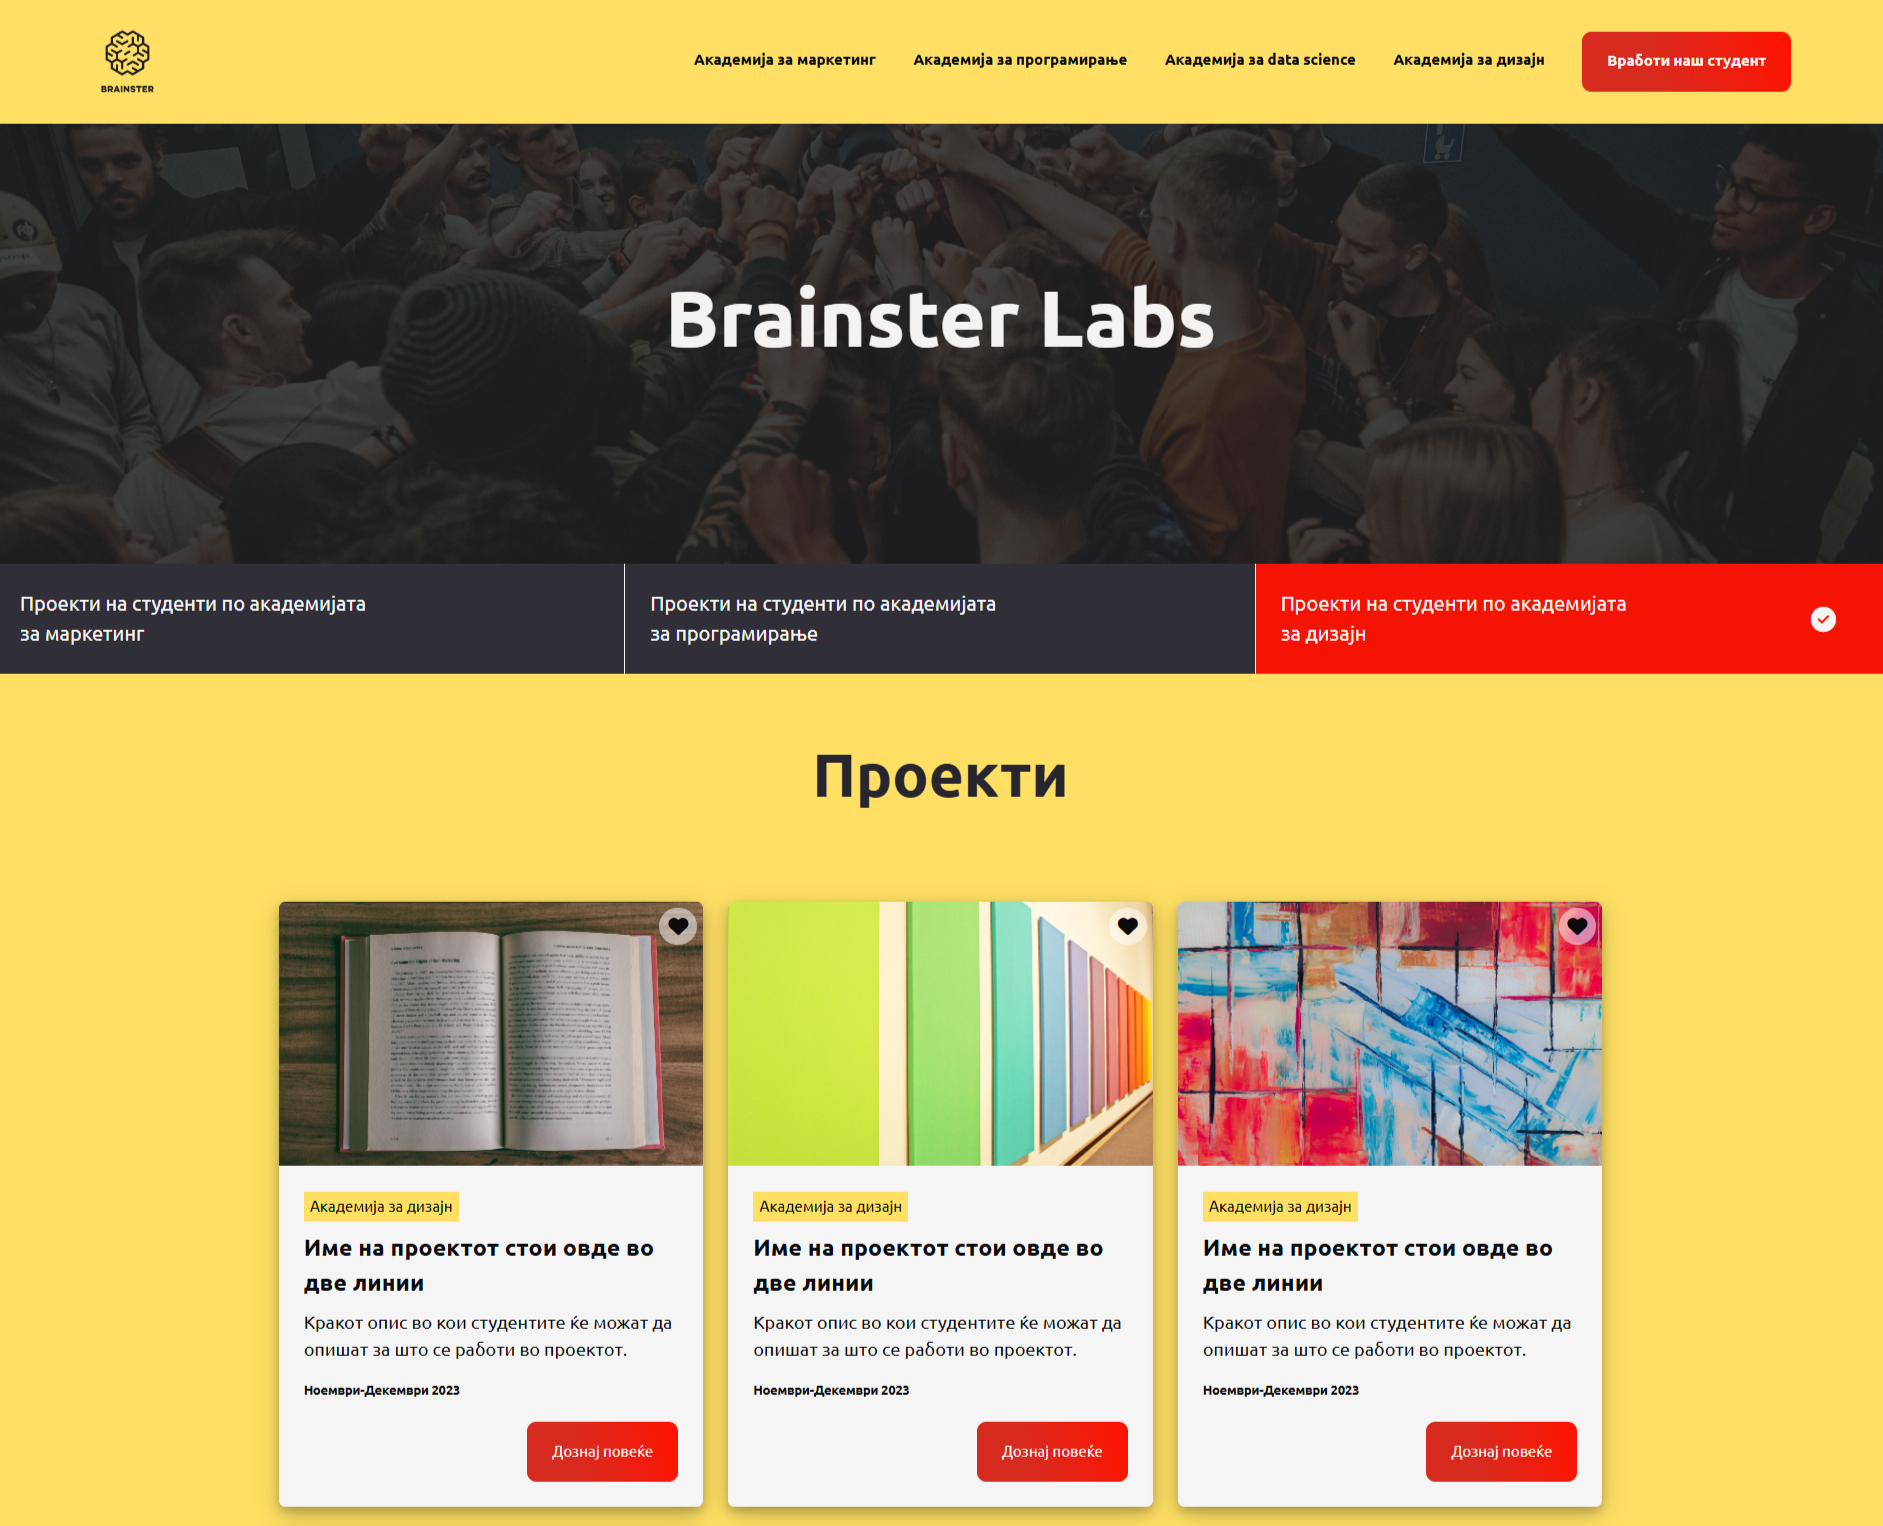 BRAINSTER
Академија за маркетинг
Академија за програмирање
Академија за data science
Академија за дизајн
Вработи наш студент
Brainster Labs
Проекти на студенти по академијата
за маркетинг
Проекти на студенти по академијата
за програмирање
Проекти на студенти по академијата
за дизајн
Проекти
Академија за дизајн
Име на проектот стои овде во
две линии
Кракот опис во кои студентите ќе можат да
опишат за што се работи во проектот.
Ноември-Декември 2023
Дознај повеќе
Академија за дизајн
Име на проектот стои овде во
две линии
Кракот опис во кои студентите ќе можат да
опишат за што се работи во проектот.
Ноември-Декември 2023
Дознај повеќе
Академија за дизајн
Име на проектот стои овде во
две линии
Кракот опис во кои студентите ќе можат да
опишат за што се работи во проектот.
Ноември-Декември 2023
Дознај повеќе